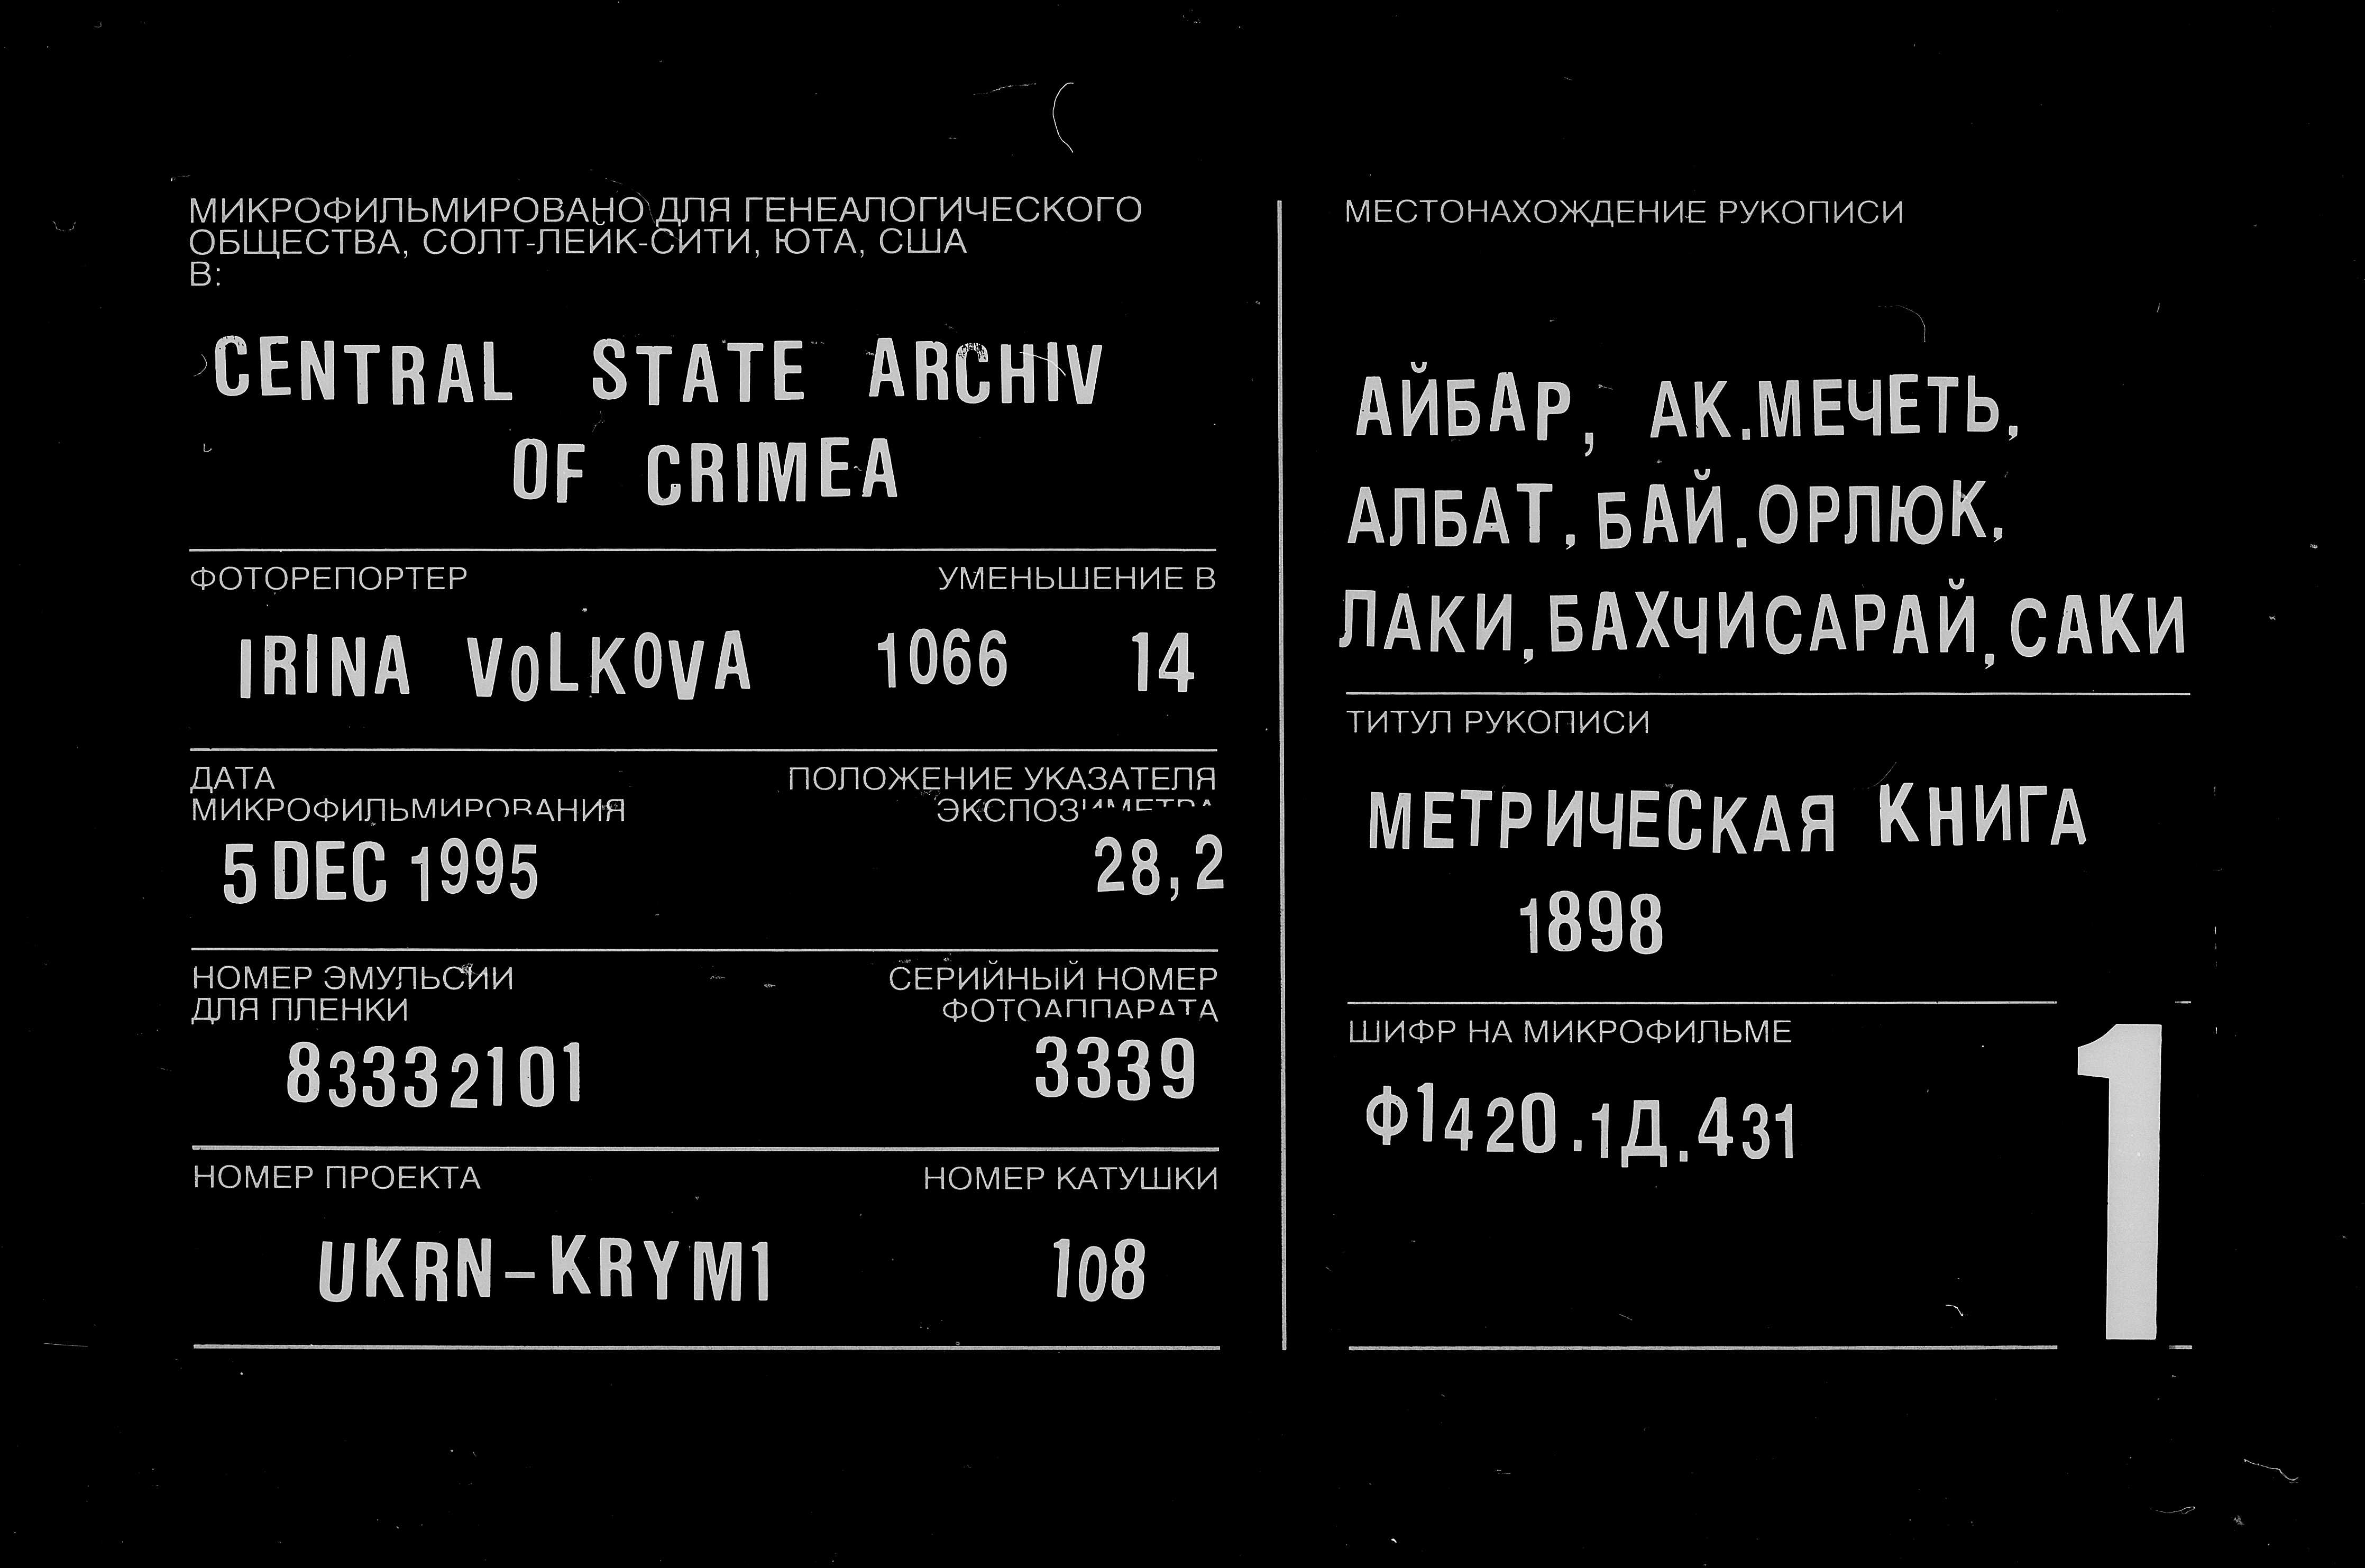 МИКРОФИЛЬМИРОВАНО ДЛЯ ГЕНЕАЛОГИЧЕСКОГО
ОБЩЕСТВА, СОЛТ-ЛЕЙК-СИТИ, ЮТА, США
В:
CENTRAL STATE ARCHIV
OF CRIMEA
ФОТОРЕПОРТЕР УМЕНЬШЕНИЕ В
IRINA VOLKOVA 1066 14
ДАТА ПОЛОЖЕНИЕ УКАЗАТЕЛЯ
МИКРОФИЛЬМИРОВАНИЯ ЭКСПОЗИМЕТРА
5 DEC 1995 28,2
НОМЕР ЭМУЛЬСИИ СЕРИЙНЫЙ НОМЕР
ДЛЯ ПЛЕНКИ ФОТОАППАРАТА
83332101 3339
НОМЕР ПРОЕКТА НОМЕР КАТУШКИ
UKRN-KRYM1 108
МЕСТОНАХОЖДЕНИЕ РУКОПИСИ
АЙБАР, АК.МЕЧЕТЬ,
АЛБАТ, БАЙ.ОРЛЮК,
ЛАКИ, БАХЧИСАРАЙ, САКИ
ТИТУЛ РУКОПИСИ
МЕТРИЧЕСКАЯ КНИГА
1898
ШИФР НА МИКРОФИЛЬМЕ
Ф1420.1Д.431
1